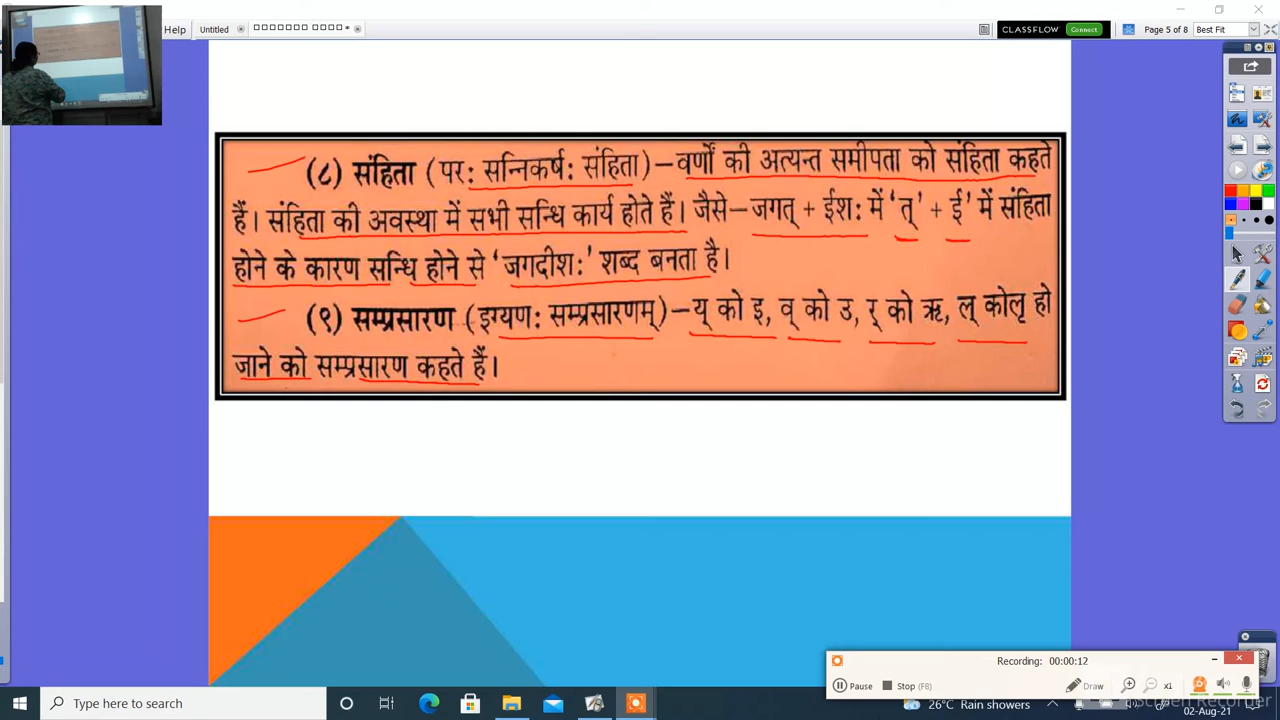 Help
Untitled
CLASSFLOW Connect
Page 5 of 8
Best Fit
(८) संहिता (पर: सन्निकर्ष: संहिता)–वर्णों की अत्यन्त समीपता को संहिता कहते
हैं। संहिता की अवस्था में सभी सन्धि कार्य होते हैं। जैसे–जगत् + ईश: में ‘त्’ + ई’ में संहिता
होने के कारण सन्धि होने से ‘जगदीश:’ शब्द बनता है।
(९) सम्प्रसारण (इग्यण: सम्प्रसारणम्)–य् को इ, व् को उ, र् को ऋ, ल् कोलृ हो
जाने को सम्प्रसारण कहते हैं।
Recording: 00:00:12
Pause
Stop (F8)
Draw
x1
Screen Recorder
Type here to search
26°C Rain showers
02-Aug-21